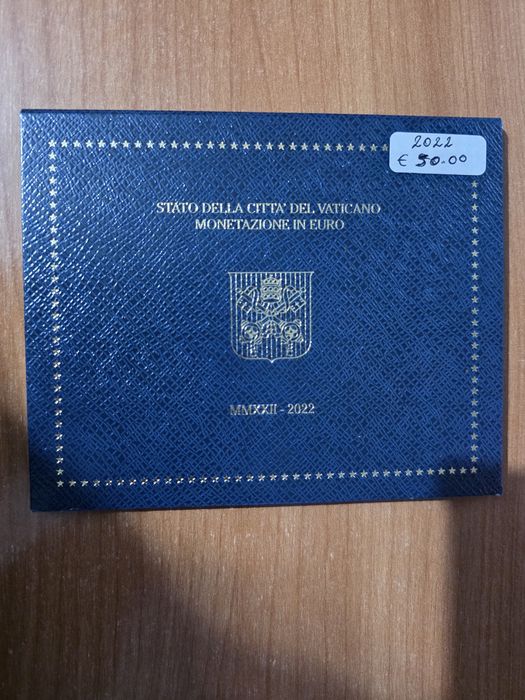 2022
€ 50.00
STATO DELLA CITTA' DEL VATICANO
MONETAZIONE IN EURO
MMXXII - 2022